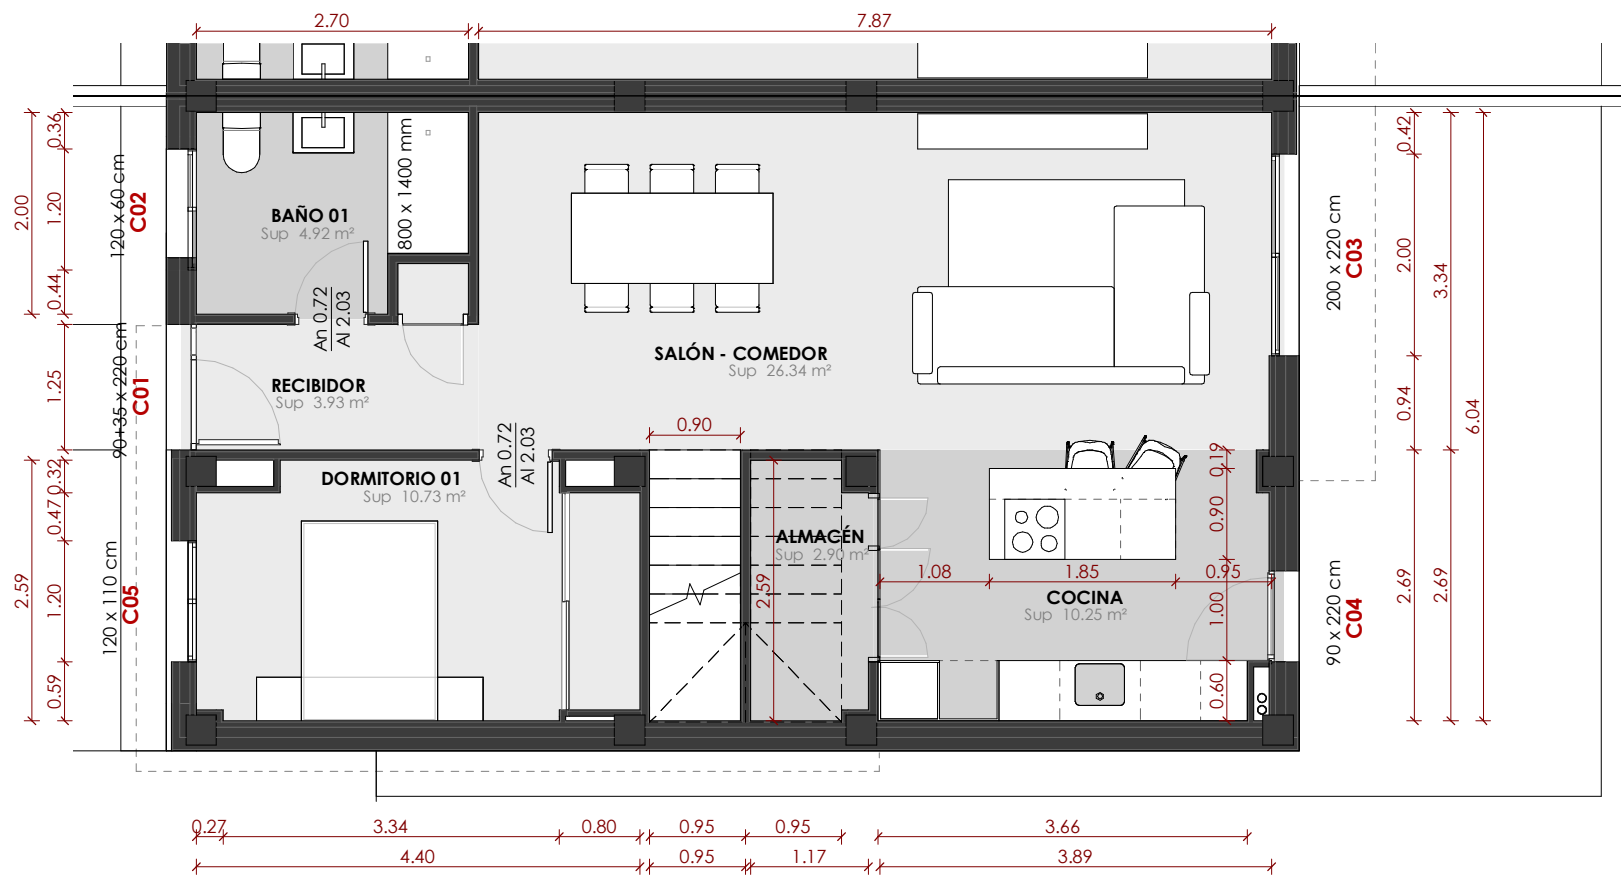 2.70
7.87
0.36
1.20
0.44
2.00
1.25
0.32
0.47
1.20
0.59
2.59
120 x 60 cm
C02
90+35 x 220 cm
C01
120 x 110 cm
C05
BAÑO 01
Sup 4.92 m²
800 x 1400 mm
An 0.72
Al 2.03
RECIBIDOR
Sup 3.93 m²
SALÓN - COMEDOR
Sup 26.34 m²
0.90
An 0.72
Al 2.03
DORMITORIO 01
Sup 10.73 m²
ALMACÉN
Sup 2.90 m²
2.59
1.08
1.85
0.95
COCINA
Sup 10.25 m²
0.19
0.90
1.00
0.60
200 x 220 cm
C03
90 x 220 cm
C04
0.42
2.00
0.94
2.69
3.34
2.69
6.04
0.27
3.34
0.80
0.95
0.95
3.66
4.40
0.95
1.17
3.89